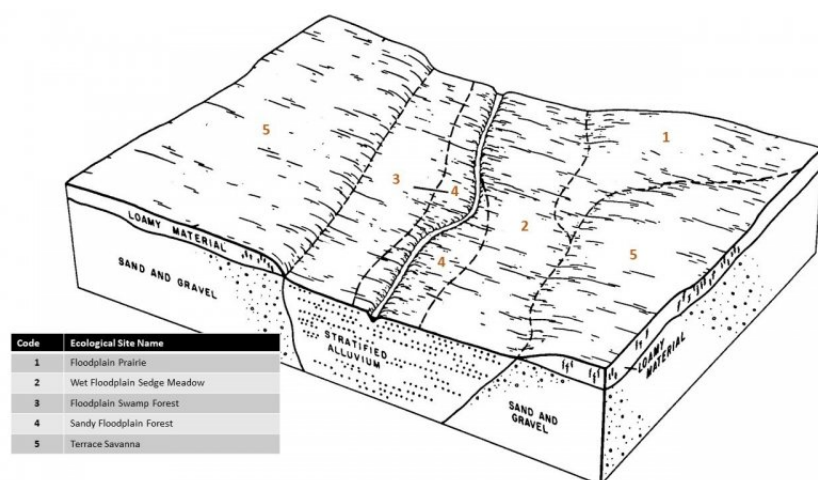 5
1
3
4
2
4
5
LOAMY MATERIAL
SAND AND GRAVEL
STRATIFIED
ALLUVIUM
SAND AND
GRAVEL
LOAMY
MATERIAL
Code Ecological Site Name
1 Floodplain Prairie
2 Wet Floodplain Sedge Meadow
3 Floodplain Swamp Forest
4 Sandy Floodplain Forest
5 Terrace Savanna